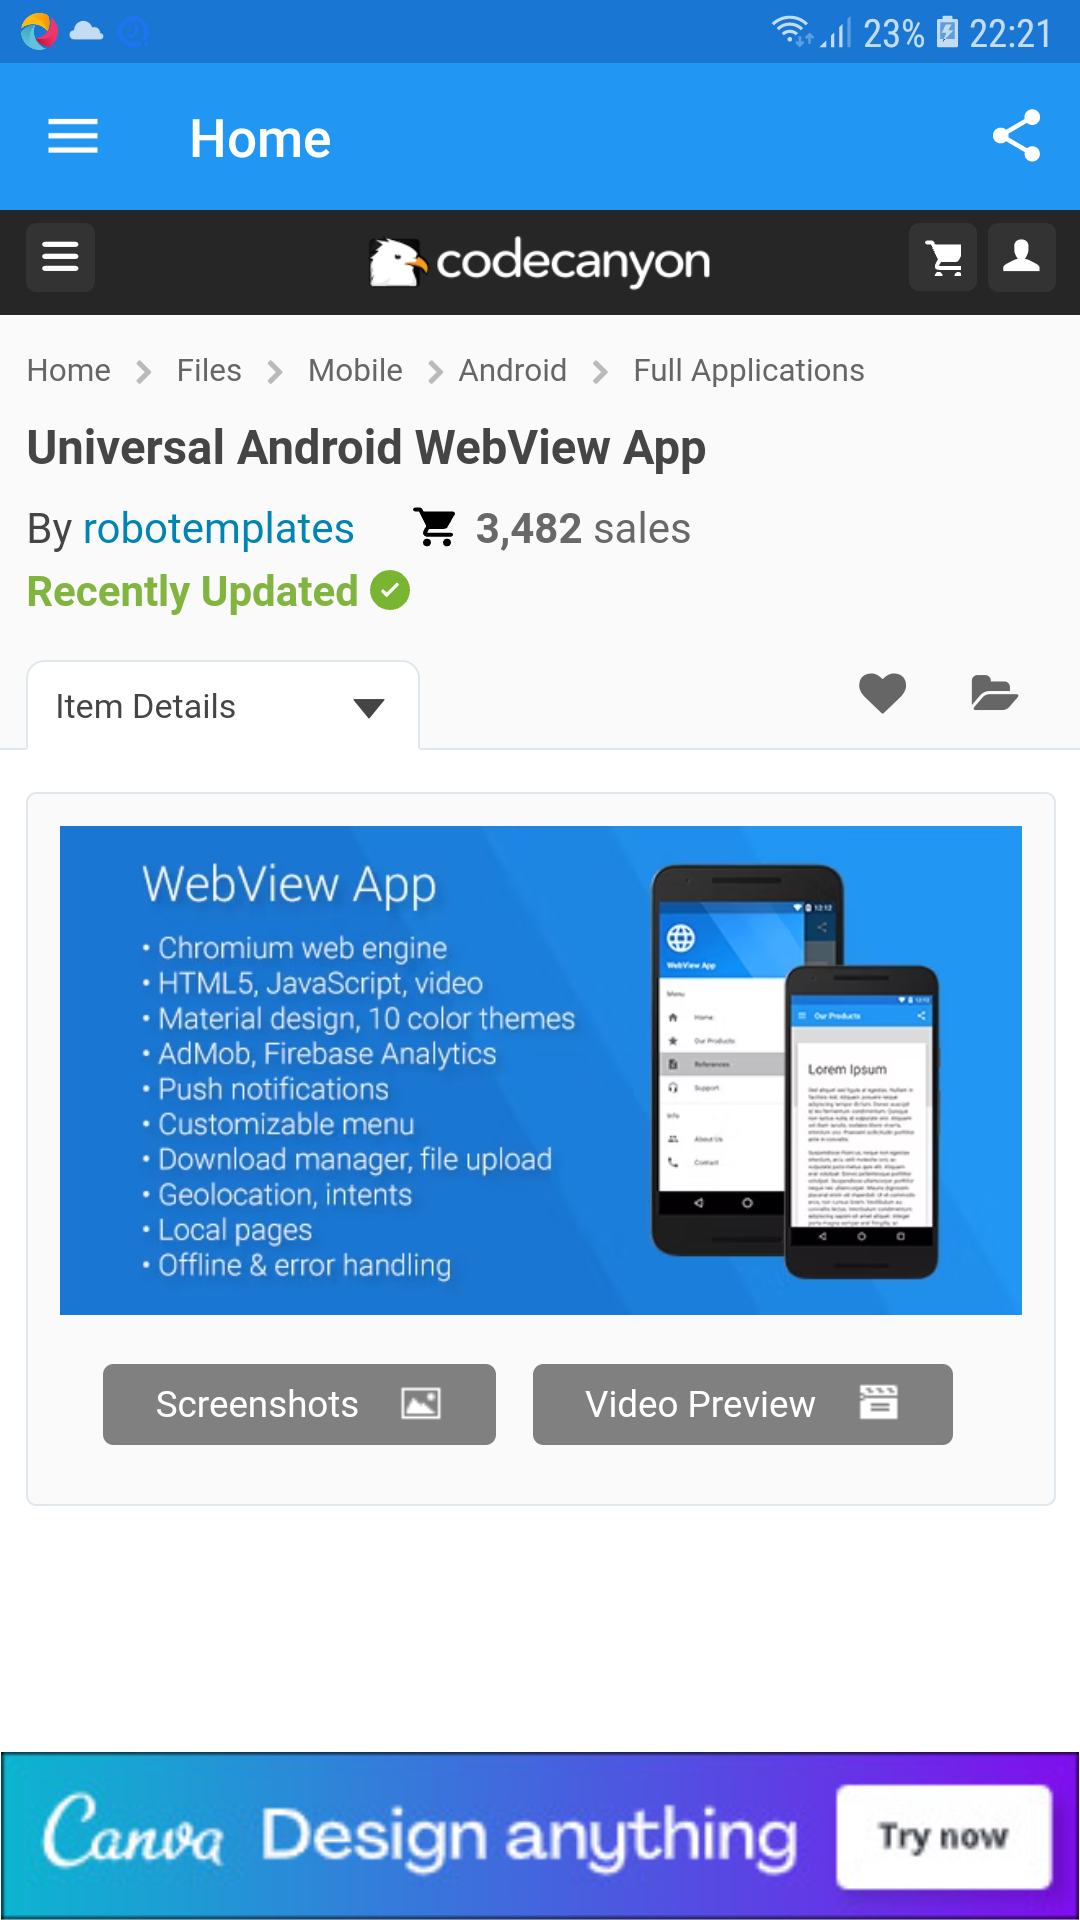 23% 22:21
Home
codecanyon
Home Files Mobile Android Full Applications
Universal Android WebView App
By robotemplates 3,482 sales
Recently Updated
Item Details
WebView App
• Chromium web engine
• HTML5, JavaScript, video
• Material design, 10 color themes
• AdMob, Firebase Analytics
• Push notifications
• Customizable menu
• Download manager, file upload
• Geolocation, intents
• Local pages
• Offline & error handling
12:12
WebView App
Menu
Home
Our Products
References
Support
Info
About Us
Contact
12:12
Our Products
Lorem Ipsum
Screenshots Video Preview
Canva Design anything Try now